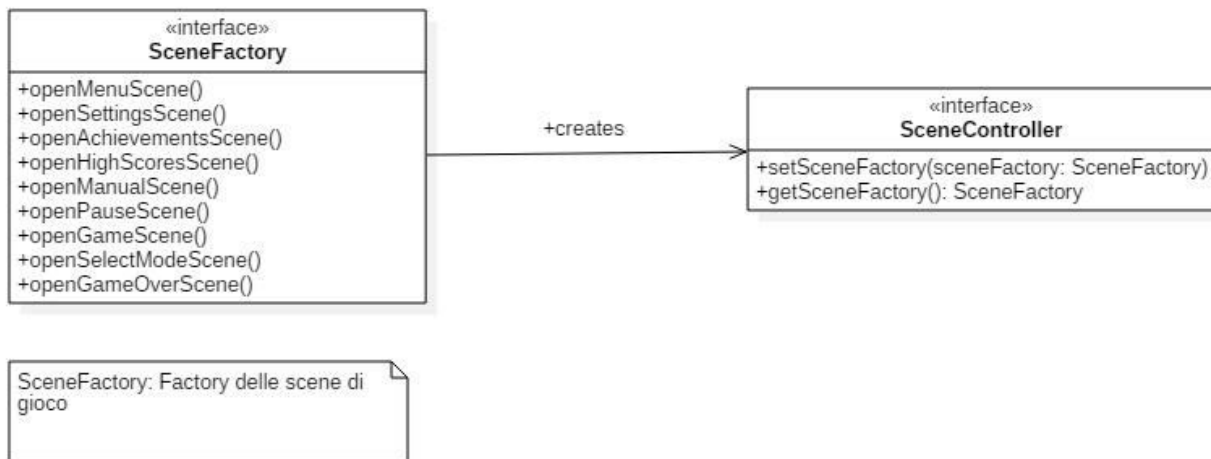 «interface»
SceneFactory
+openMenuScene()
+openSettingsScene()
+openAchievementsScene()
+openHighScoresScene()
+openManualScene()
+openPauseScene()
+openGameScene()
+openSelectModeScene()
+openGameOverScene()
+creates
«interface»
SceneController
+setSceneFactory(sceneFactory: SceneFactory)
+getSceneFactory(): SceneFactory
SceneFactory: Factory delle scene di
gioco